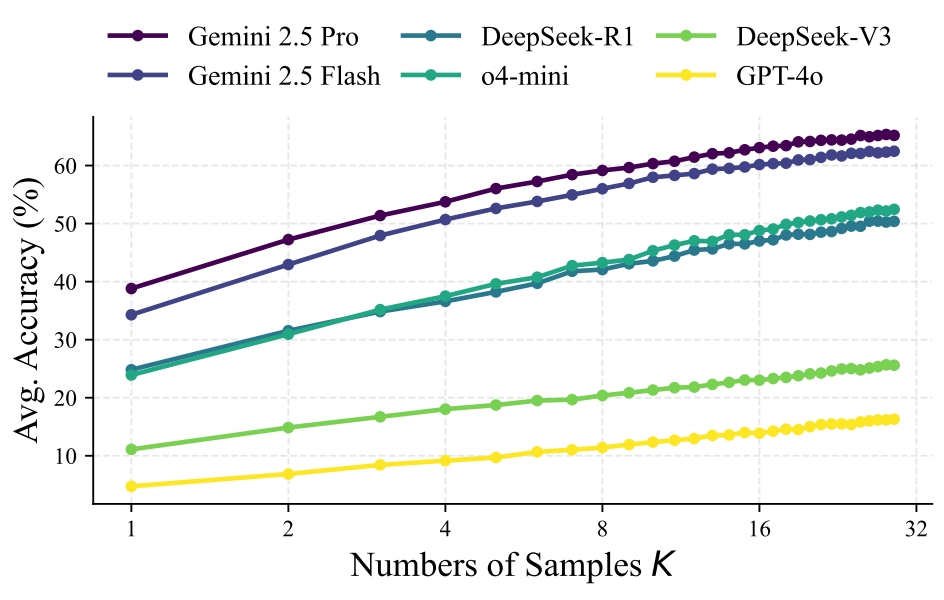 Gemini 2.5 Pro DeepSeek-R1 DeepSeek-V3
Gemini 2.5 Flash o4-mini GPT-4o
Avg. Accuracy (%)
60
50
40
30
20
10
1 2 4 8 16 32
Numbers of Samples K